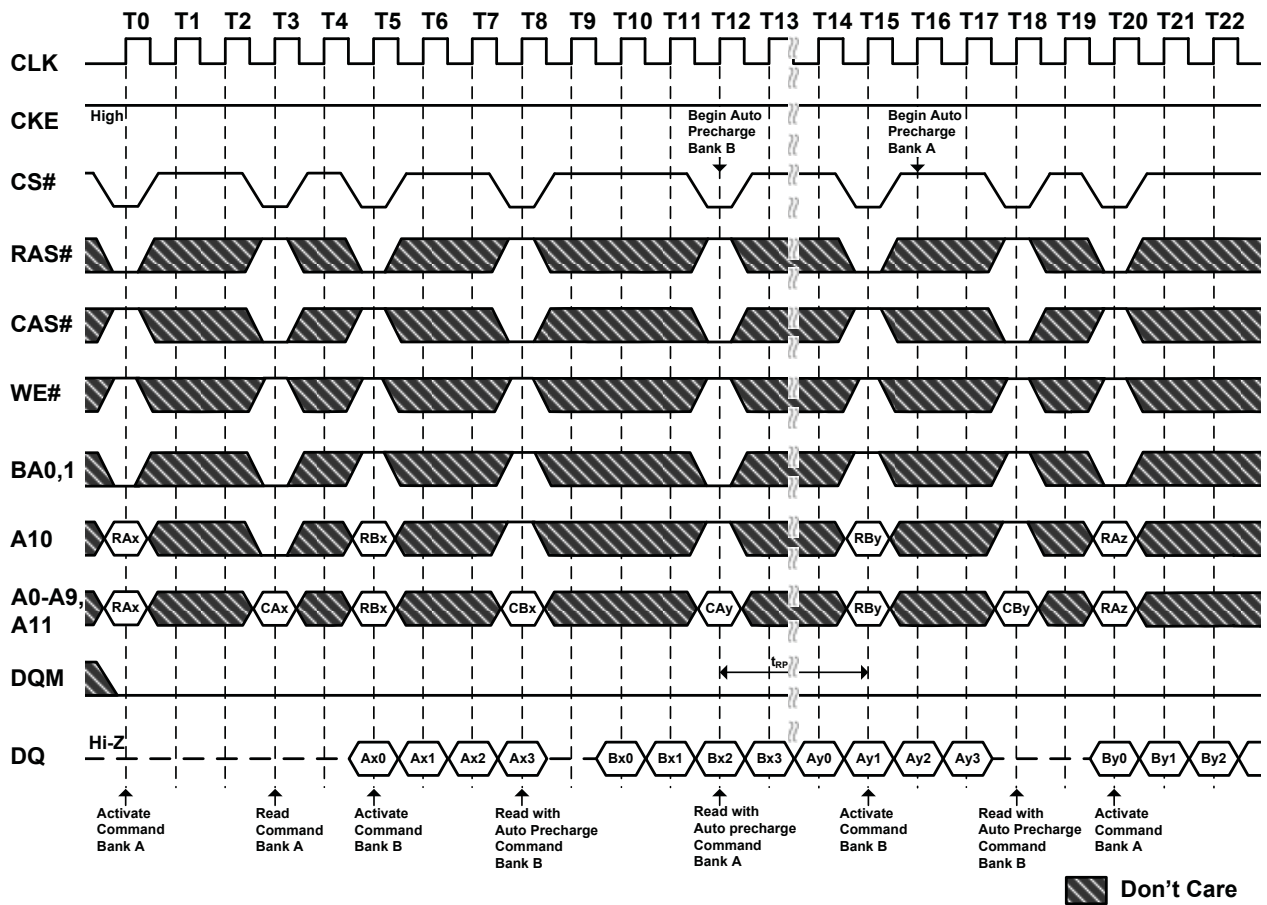 T0 T1 T2 T3 T4 T5 T6 T7 T8 T9 T10 T11 T12 T13 T14 T15 T16 T17 T18 T19 T20 T21 T22
CLK
CKE
High
Begin Auto
Precharge
Bank B
Begin Auto
Precharge
Bank A
CS#
RAS#
CAS#
WE#
BA0,1
A10
RAx RBx RBy RAz
A0-A9,
A11
RAx CAx RBx CBx CAy RBy CBy RAz
DQM
tRP
DQ
Hi-Z
Ax0 Ax1 Ax2 Ax3 Bx0 Bx1 Bx2 Bx3 Ay0 Ay1 Ay2 Ay3 By0 By1 By2
Activate
Command
Bank A
Read
Command
Bank A
Activate
Command
Bank B
Read with
Auto Precharge
Command
Bank B
Read with
Auto precharge
Command
Bank A
Activate
Command
Bank B
Read with
Auto Precharge
Command
Bank B
Activate
Command
Bank A
Don't Care